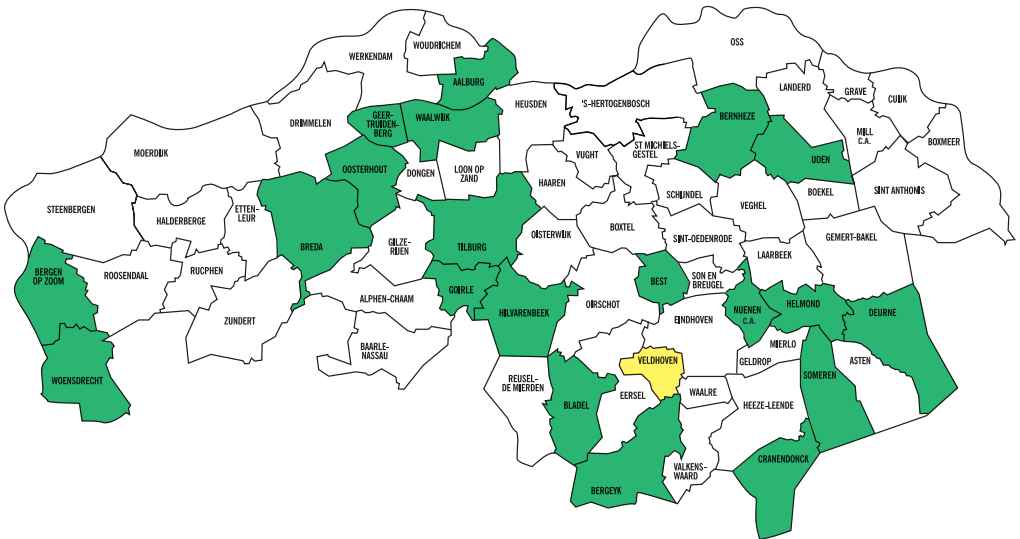 WOUDRICHEM
OSS
WERKENDAM
AALBURG
LANDERD
GRAVE
CUIJK
HEUSDEN
'S-HERTOGENBOSCH
GEER-
TRUIDEN-
BERG
WAALWIJK
DRIMMELEN
BERNHEZE
MILL
C.A.
BOXMEER
MOERDIJK
ST MICHIELS-
GESTEL
VUGHT
UDEN
OOSTERHOUT
DONGEN
LOON OP
ZAND
HAAREN
SCHIJNDEL
BOEKEL
SINT ANTHONIS
STEENBERGEN
HALDERBERGE
ETTEN-
LEUR
VEGHEL
BREDA
GILZE-
RIJEN
TILBURG
OISTERWIJK
BOXTEL
SINT-OEDENRODE
GEMERT-BAKEL
LAARBEEK
BERGEN
OP ZOOM
ROOSENDAAL
RUCPHEN
BEST
SON EN
BREUGEL
ALPHEN-CHAAM
GOIRLE
HILVARENBEEK
OIRSCHOT
NUENEN
C.A.
HELMOND
DEURNE
ZUNDERT
EINDHOVEN
BAARLE-
NASSAU
MIERLO
VELDHOVEN
GELDROP
ASTEN
WOENSDRECHT
REUSEL-
DE MIERDEN
SOMEREN
BLADEL
EERSEL
WAALRE
HEEZE-LEENDE
CRANENDONCK
VALKENS-
WAARD
BERGEYK